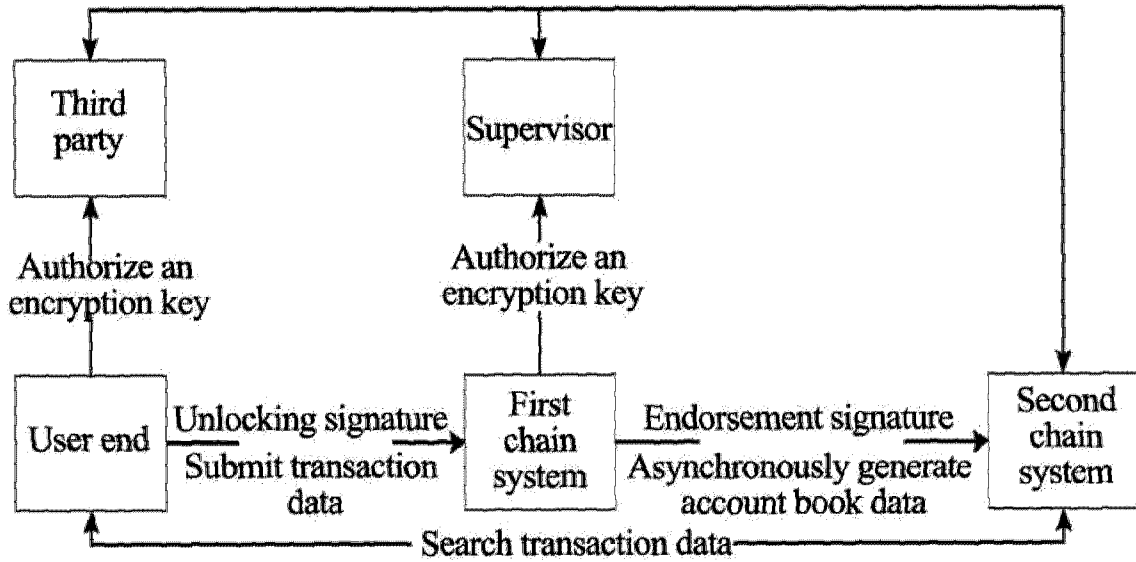 Third
party
Supervisor
Authorize an
encryption key
Authorize an
encryption key
User end
Unlocking signature
Submit transaction
data
First
chain
system
Endorsement signature
Asynchronously generate
account book data
Second
chain
system
Search transaction data